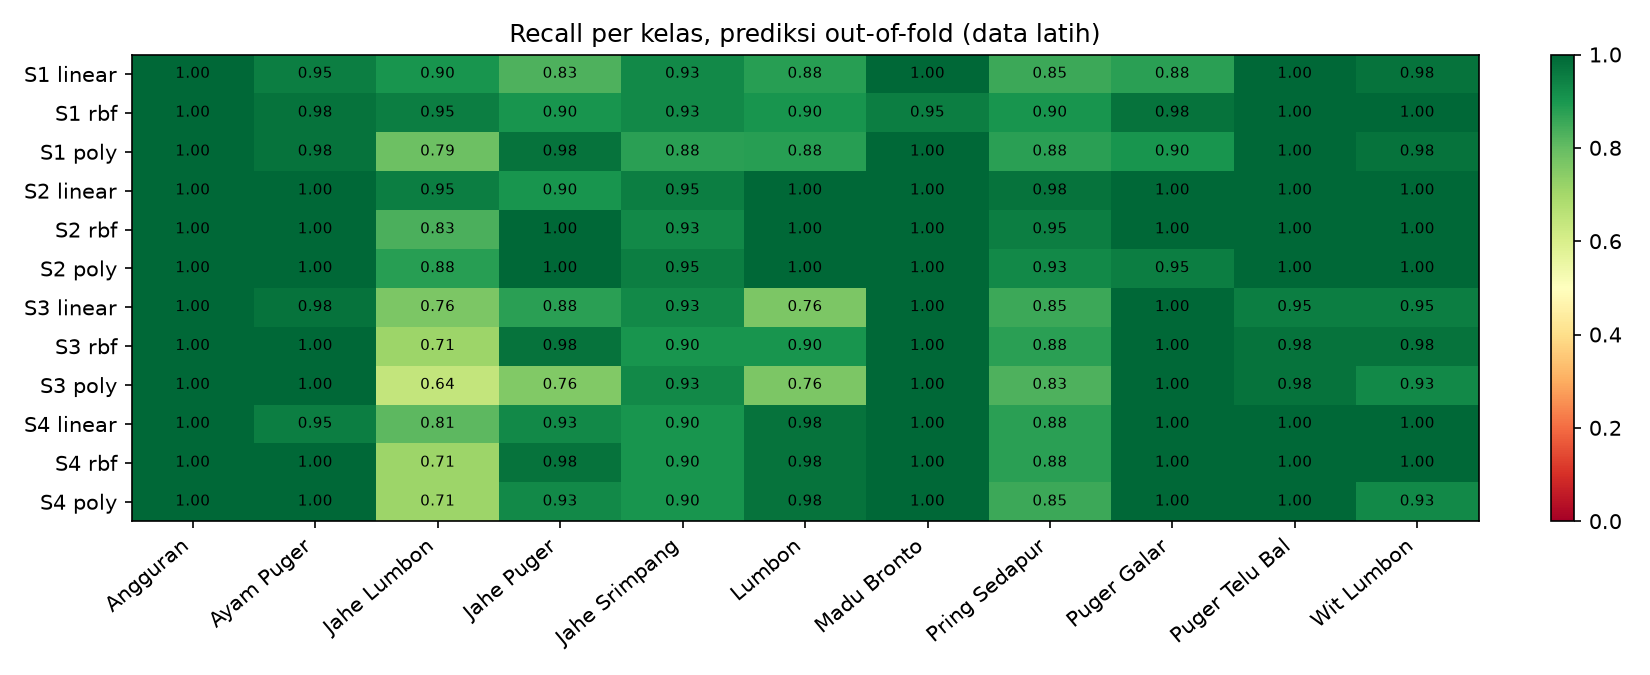 Recall per kelas, prediksi out-of-fold (data latih)
S1 linear 1.00 0.95 0.90 0.83 0.93 0.88 1.00 0.85 0.88 1.00 0.98
S1 rbf 1.00 0.98 0.95 0.90 0.93 0.90 0.95 0.90 0.98 1.00 1.00
S1 poly 1.00 0.98 0.79 0.98 0.88 0.88 1.00 0.88 0.90 1.00 0.98
S2 linear 1.00 1.00 0.95 0.90 0.95 1.00 1.00 0.98 1.00 1.00 1.00
S2 rbf 1.00 1.00 0.83 1.00 0.93 1.00 1.00 0.95 1.00 1.00 1.00
S2 poly 1.00 1.00 0.88 1.00 0.95 1.00 1.00 0.93 0.95 1.00 1.00
S3 linear 1.00 0.98 0.76 0.88 0.93 0.76 1.00 0.85 1.00 0.95 0.95
S3 rbf 1.00 1.00 0.71 0.98 0.90 0.90 1.00 0.88 1.00 0.98 0.98
S3 poly 1.00 1.00 0.64 0.76 0.93 0.76 1.00 0.83 1.00 0.98 0.93
S4 linear 1.00 0.95 0.81 0.93 0.90 0.98 1.00 0.88 1.00 1.00 1.00
S4 rbf 1.00 1.00 0.71 0.98 0.90 0.98 1.00 0.88 1.00 1.00 1.00
S4 poly 1.00 1.00 0.71 0.93 0.90 0.98 1.00 0.85 1.00 1.00 0.93
Angguran
Ayam Puger
Jahe Lumbon
Jahe Puger
Jahe Srimpang
Lumbon
Madu Bronto
Pring Sedapur
Puger Galar
Puger Telu Bal
Wit Lumbon
1.0
0.8
0.6
0.4
0.2
0.0